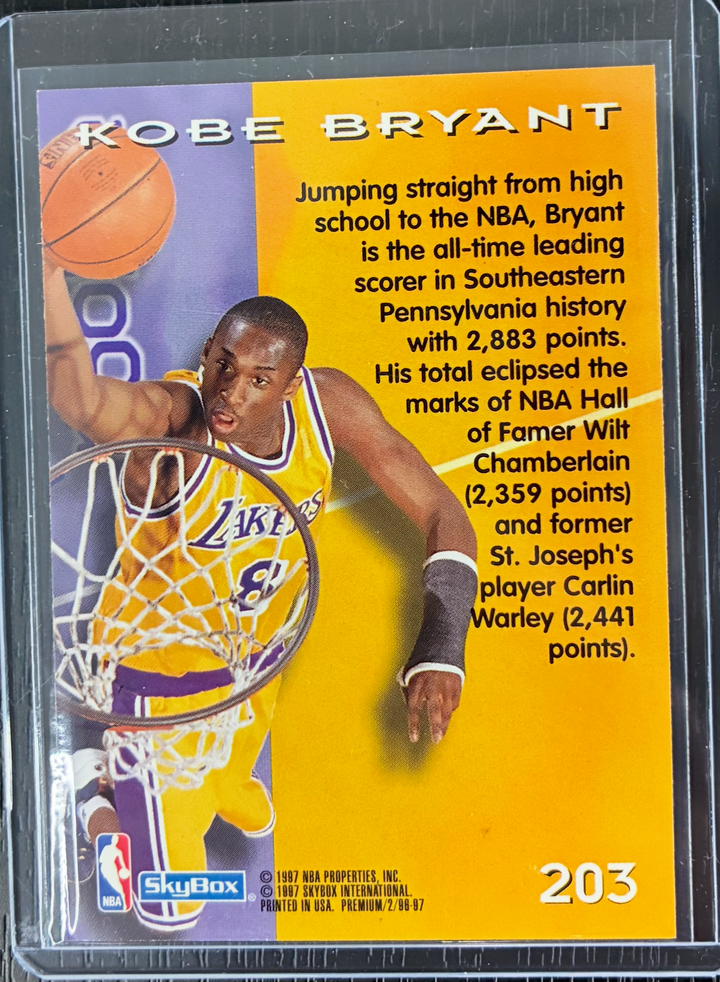 KOBE BRYANT
Jumping straight from high
school to the NBA, Bryant
is the all-time leading
scorer in Southeastern
Pennsylvania history
with 2,883 points.
His total eclipsed the
marks of NBA Hall
of Famer Wilt
Chamberlain
(2,359 points)
and former
St. Joseph's
player Carlin
Warley (2,441
points).
LAKERS
8
NBA
SkyBox®
© 1997 NBA PROPERTIES, INC.
© 1997 SKYBOX INTERNATIONAL.
PRINTED IN USA. PREMIUM/2/96-97
203